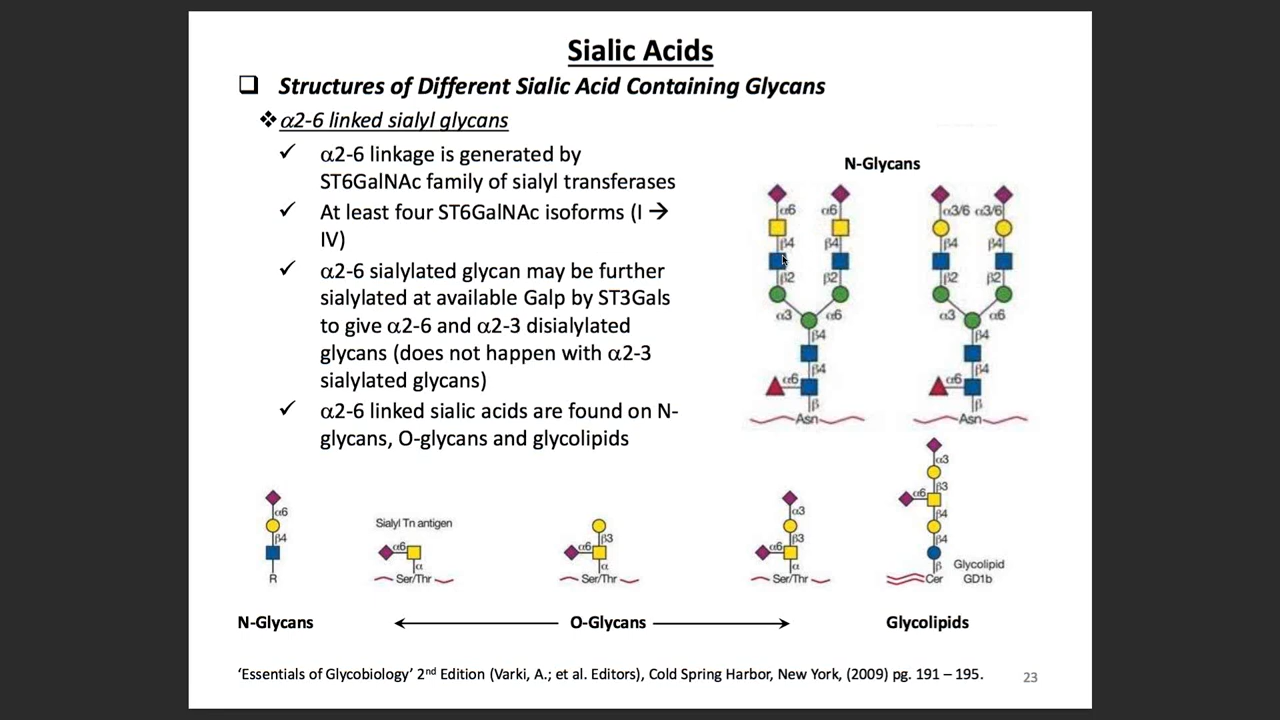 Sialic Acids
❑ Structures of Different Sialic Acid Containing Glycans
❖ α2-6 linked sialyl glycans
✓ α2-6 linkage is generated by
ST6GalNAc family of sialyl transferases
✓ At least four ST6GalNAc isoforms (I →
IV)
✓ α2-6 sialylated glycan may be further
sialylated at available Galp by ST3Gals
to give α2-6 and α2-3 disialylated
glycans (does not happen with α2-3
sialylated glycans)
✓ α2-6 linked sialic acids are found on N-
glycans, O-glycans and glycolipids
N-Glycans
α6 α6 α3/6 α3/6
β4 β4 β4 β4
β2 β2 β2 β2
α3 α6 α3 α6
β4 β4
β4 β4
α6 α6
β β
Asn Asn
α3
β3
α6
β4
β4
β
Cer
Glycolipid
GD1b
α6
β4
R
Sialyl Tn antigen
α6
α
Ser/Thr
β3
α6
α
Ser/Thr
α3
β3
α6
α
Ser/Thr
N-Glycans O-Glycans Glycolipids
‘Essentials of Glycobiology’ 2nd Edition (Varki, A.; et al. Editors), Cold Spring Harbor, New York, (2009) pg. 191 – 195.
23